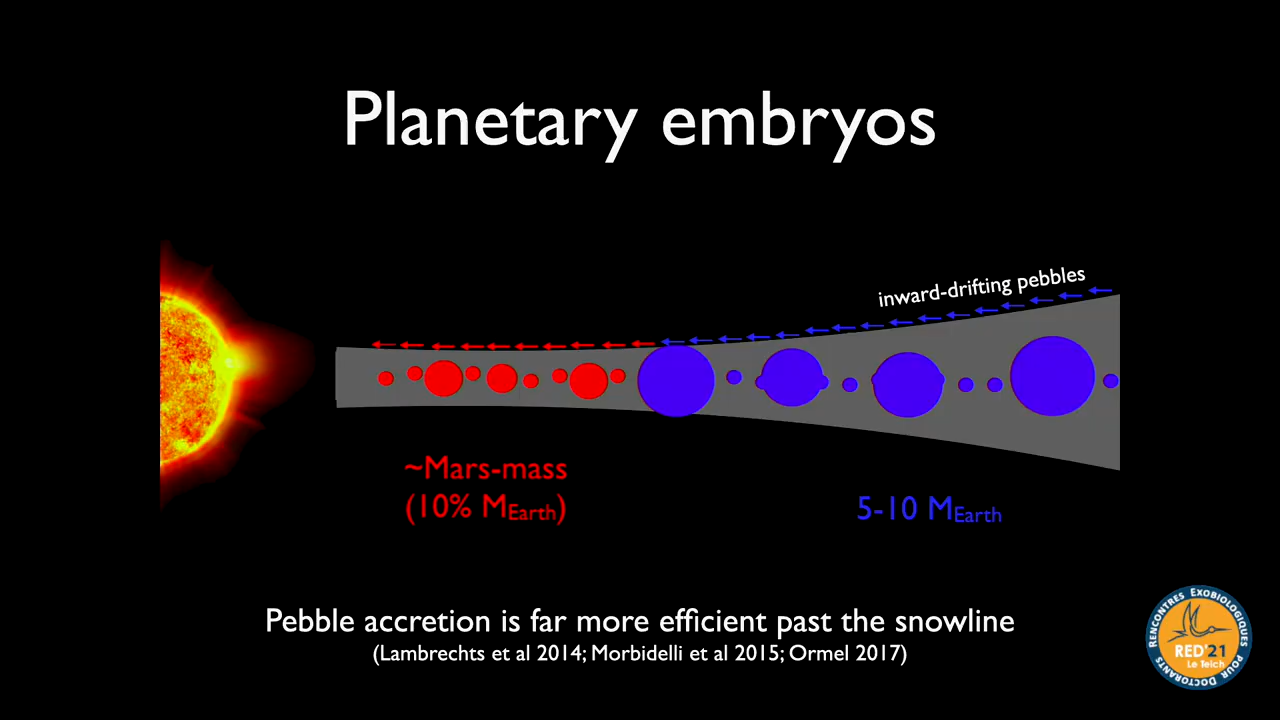 Planetary embryos
inward-drifting pebbles
~Mars-mass
(10% MEarth)
5-10 MEarth
Pebble accretion is far more efficient past the snowline
(Lambrechts et al 2014; Morbidelli et al 2015; Ormel 2017)
RENCONTRES EXOBIOLOGIQUES
POUR DOCTORANTS
RED'21
Le Teich